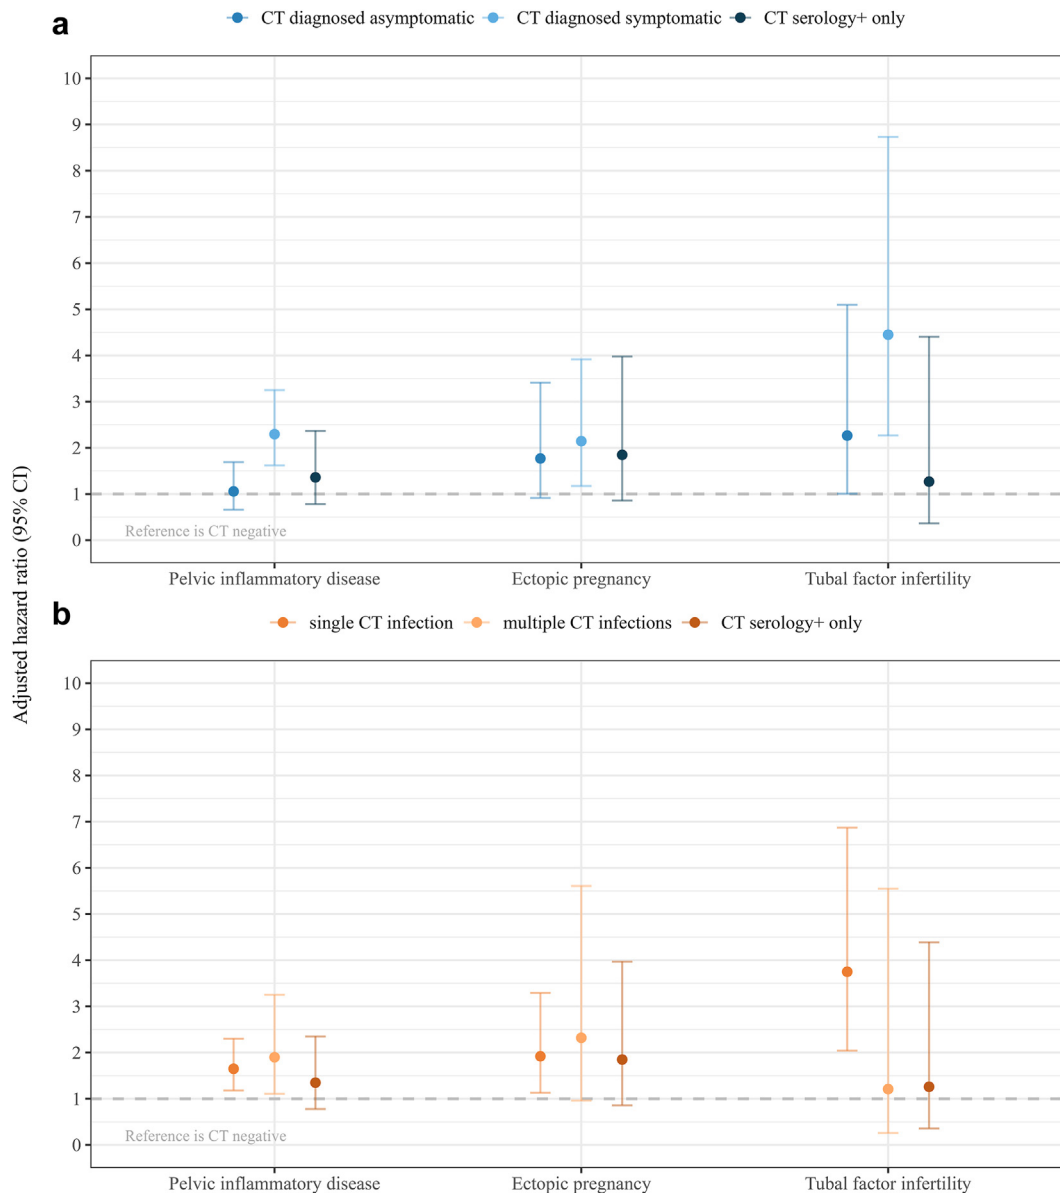 a
CT diagnosed asymptomatic CT diagnosed symptomatic CT serology+ only
10
9
8
7
6
5
4
3
2
1
0
Reference is CT negative
Pelvic inflammatory disease Ectopic pregnancy Tubal factor infertility
Adjusted hazard ratio (95% CI)
b
single CT infection multiple CT infections CT serology+ only
10
9
8
7
6
5
4
3
2
1
0
Reference is CT negative
Pelvic inflammatory disease Ectopic pregnancy Tubal factor infertility